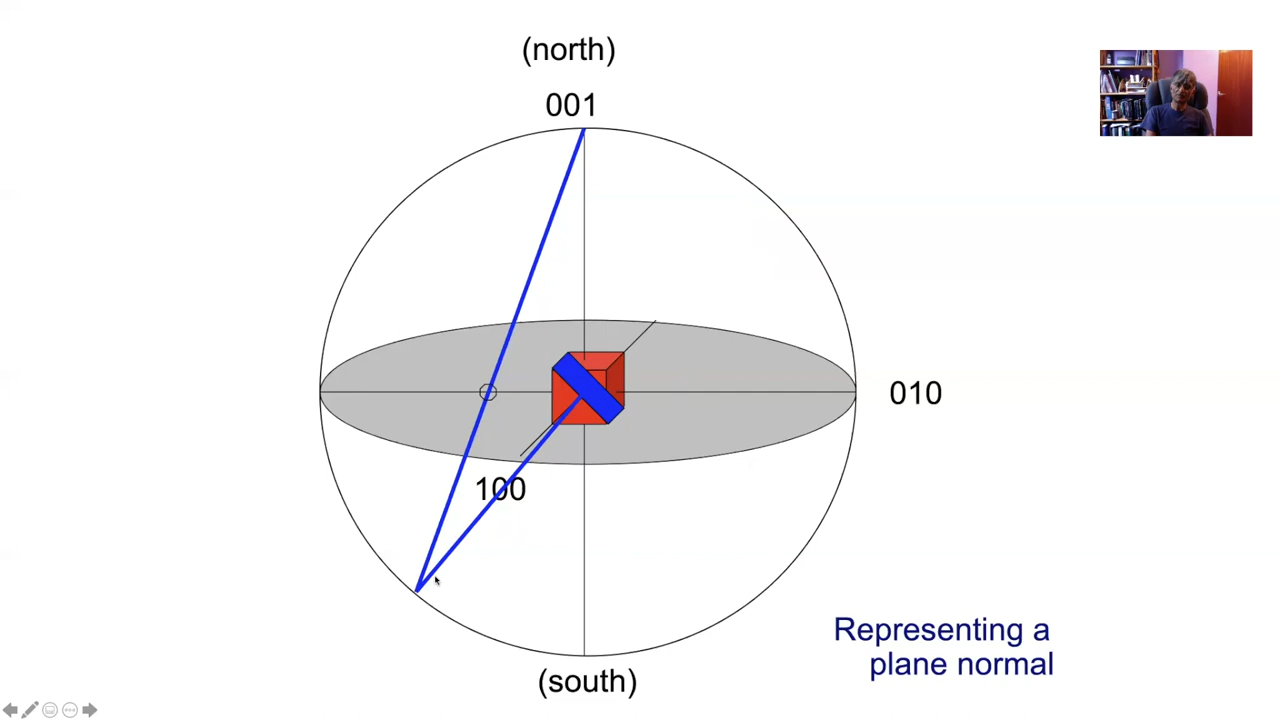 (north)
001
010
100
Representing a
plane normal
(south)